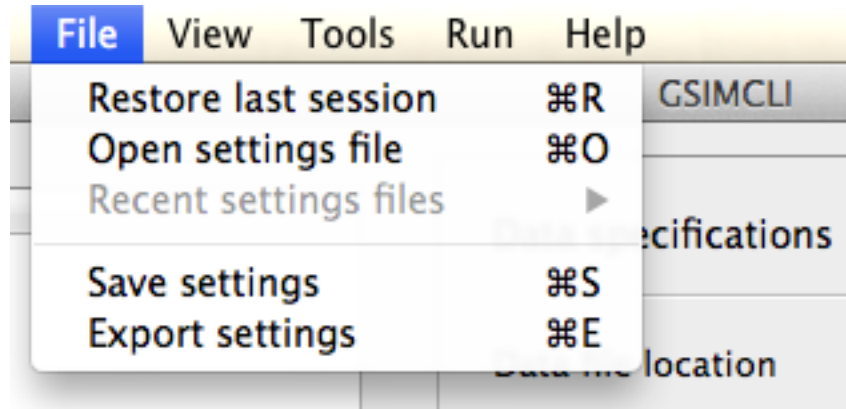 File View Tools Run Help
GSIMCLI
Restore last session ⌘R
Open settings file ⌘O
Recent settings files ▶
Data specifications
Save settings ⌘S
Export settings ⌘E
Data file location